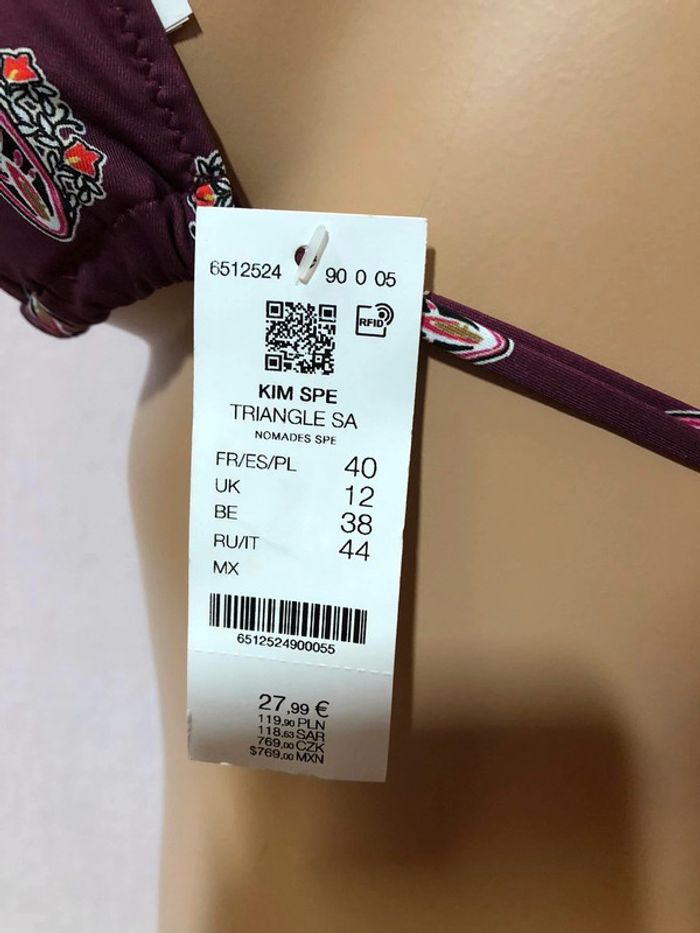 6512524 90 0 05
RFID
KIM SPE
TRIANGLE SA
NOMADES SPE
FR/ES/PL 40
UK 12
BE 38
RU/IT 44
MX
6512524900055
27,99 €
119,90 PLN
118,63 SAR
769,00 CZK
$769,00 MXN